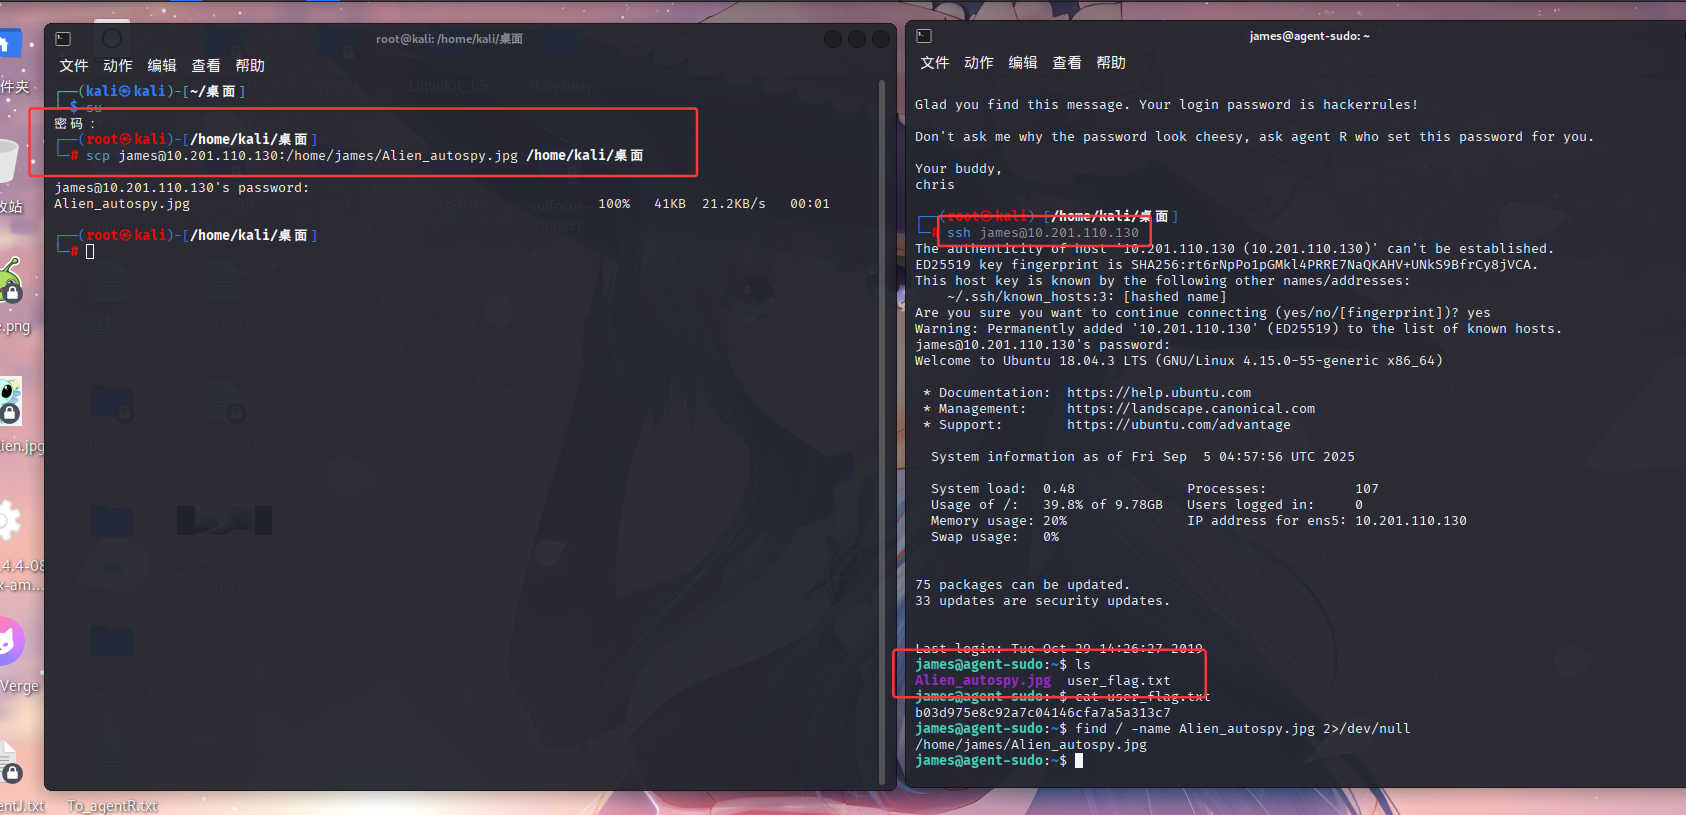 root@kali: /home/kali/桌面
文件 动作 编辑 查看 帮助
┌──(kali㉿kali)-[~/桌面]
└─$ su
密码：
┌──(root㉿kali)-[/home/kali/桌面]
└─# scp james@10.201.110.130:/home/james/Alien_autospy.jpg /home/kali/桌面
james@10.201.110.130's password:
Alien_autospy.jpg 100% 41KB 21.2KB/s 00:01
┌──(root㉿kali)-[/home/kali/桌面]
└─#
james@agent-sudo: ~
文件 动作 编辑 查看 帮助
Glad you find this message. Your login password is hackerrules!
Don't ask me why the password look cheesy, ask agent R who set this password for you.
Your buddy,
chris
┌──(root㉿kali)-[/home/kali/桌面]
└─# ssh james@10.201.110.130
The authenticity of host '10.201.110.130 (10.201.110.130)' can't be established.
ED25519 key fingerprint is SHA256:rt6rNpPo1pGMkl4PRRE7NaQKAHV+UNkS9BfrCy8jVCA.
This host key is known by the following other names/addresses:
~/.ssh/known_hosts:3: [hashed name]
Are you sure you want to continue connecting (yes/no/[fingerprint])? yes
Warning: Permanently added '10.201.110.130' (ED25519) to the list of known hosts.
james@10.201.110.130's password:
Welcome to Ubuntu 18.04.3 LTS (GNU/Linux 4.15.0-55-generic x86_64)
* Documentation: https://help.ubuntu.com
* Management: https://landscape.canonical.com
* Support: https://ubuntu.com/advantage
System information as of Fri Sep 5 04:57:56 UTC 2025
System load: 0.48 Processes: 107
Usage of /: 39.8% of 9.78GB Users logged in: 0
Memory usage: 20% IP address for ens5: 10.201.110.130
Swap usage: 0%
75 packages can be updated.
33 updates are security updates.
Last login: Tue Oct 29 14:26:27 2019
james@agent-sudo:~$ ls
Alien_autospy.jpg user_flag.txt
james@agent-sudo:~$ cat user_flag.txt
b03d975e8c92a7c04146cfa7a5a313c7
james@agent-sudo:~$ find / -name Alien_autospy.jpg 2>/dev/null
/home/james/Alien_autospy.jpg
james@agent-sudo:~$
件夹
收站
e.png
ien.jpg
4.4-08
x-am...
Verge
entJ.txt
To_agentR.txt